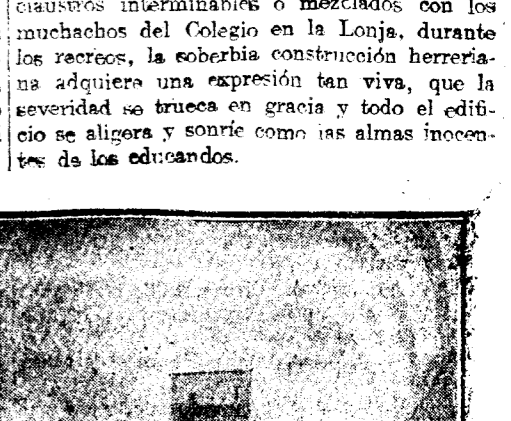 claustros interminables o mezclados con los
muchachos del Colegio en la Lonja, durante
los recreos, la soberbia construcción herreria-
na adquiere una expresión tan viva, que la
severidad se trueca en gracia y todo el edifi-
cio se aligera y sonríe como las almas inocen-
tes de los educandos.